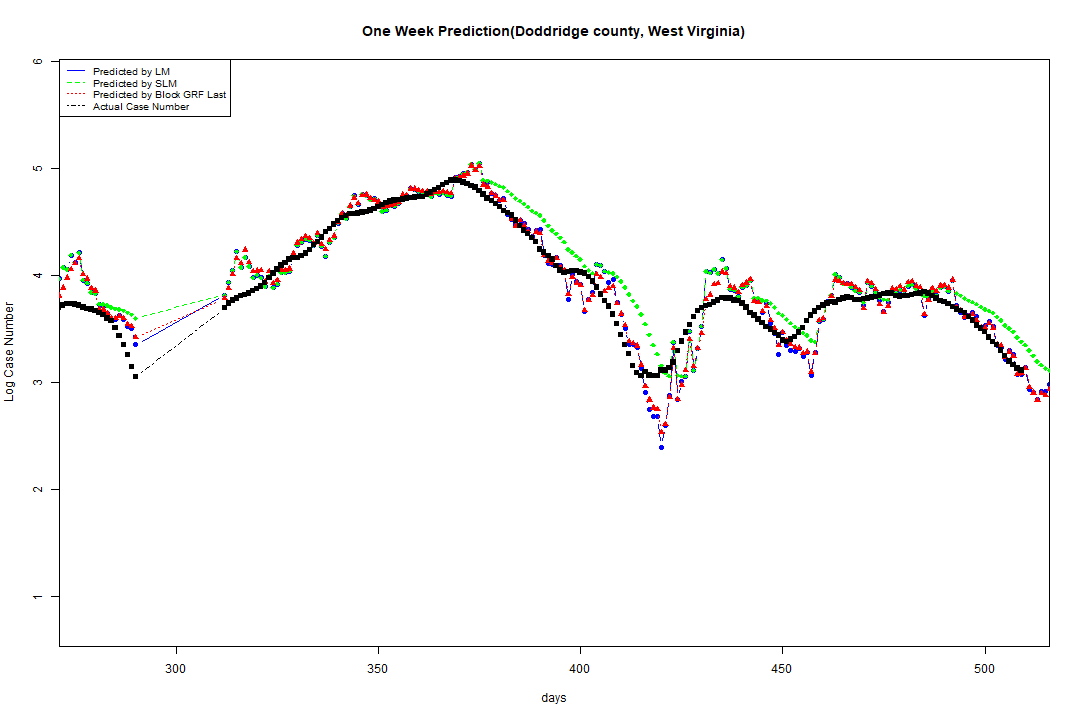 One Week Prediction(Doddridge county, West Virginia)
Predicted by LM
Predicted by SLM
Predicted by Block GRF Last
Actual Case Number
6
5
4
3
2
1
Log Case Number
300 350 400 450 500
days